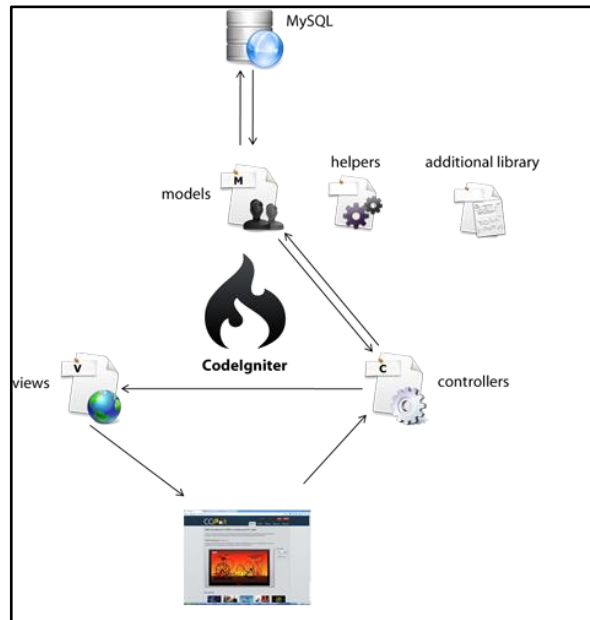 MySQL
helpers
additional library
M
models
CodeIgniter
V
views
C
controllers